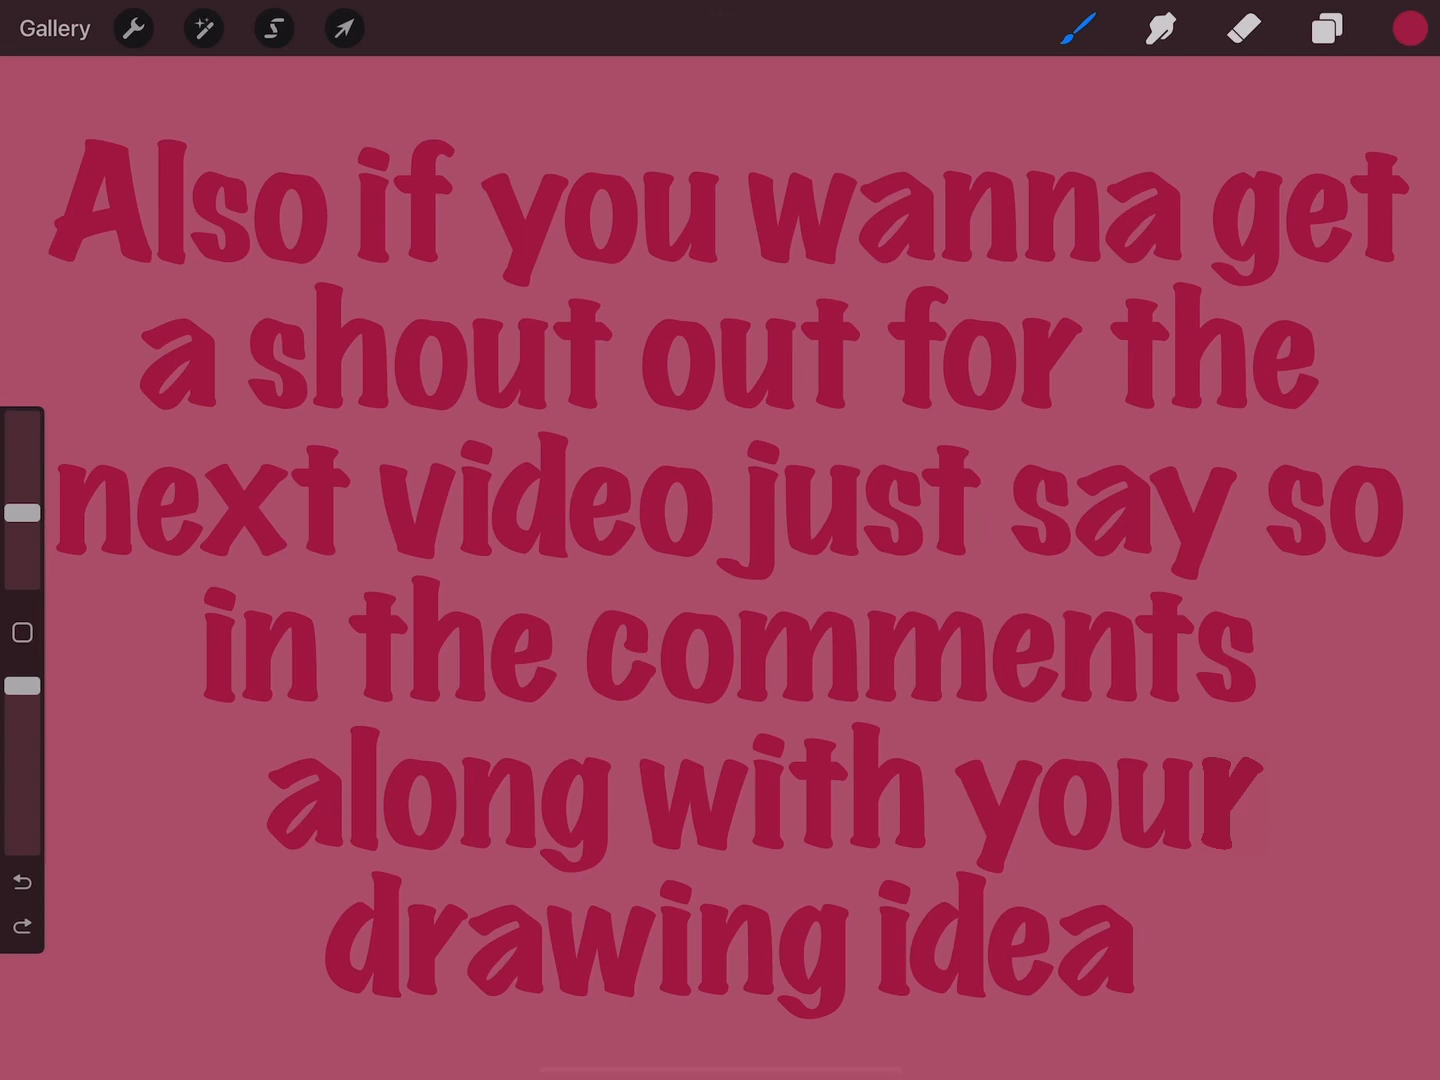 Gallery
Also if you wanna get
a shout out for the
next video just say so
in the comments
along with your
drawing idea